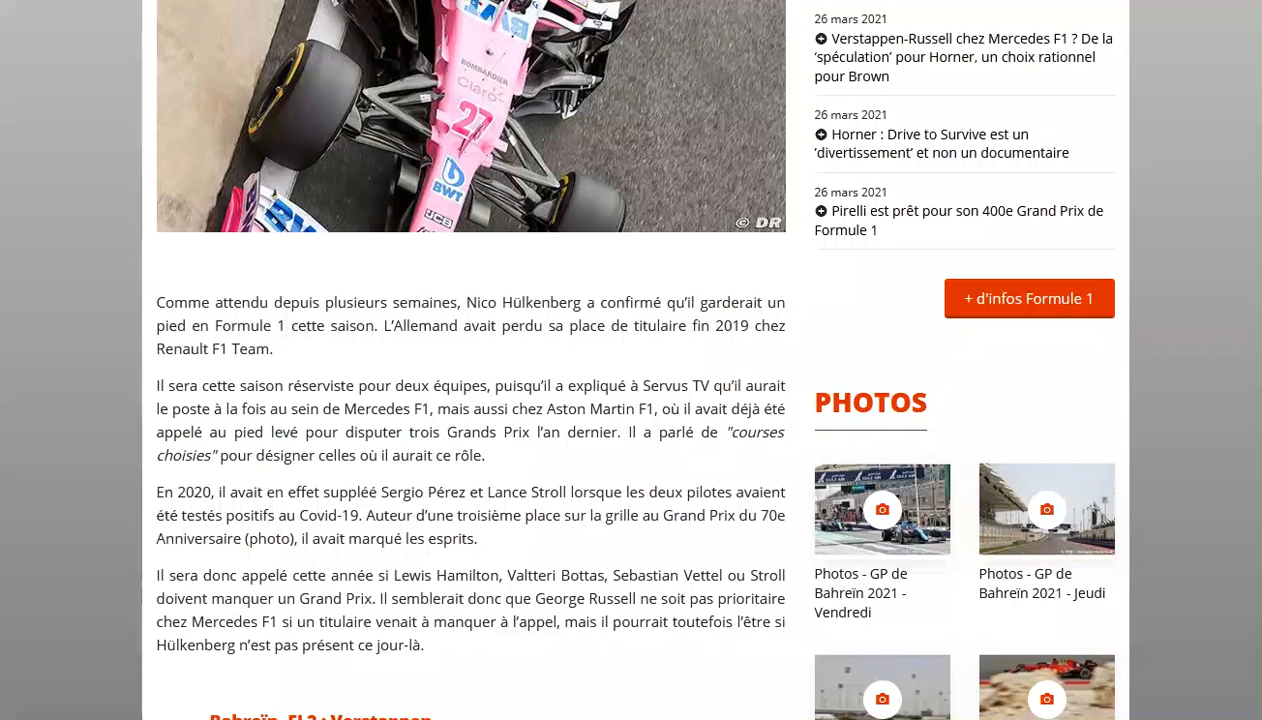 BOMBARDIER
Claro
27
BWT
JCB
© DR
Comme attendu depuis plusieurs semaines, Nico Hülkenberg a confirmé qu’il garderait un
pied en Formule 1 cette saison. L’Allemand avait perdu sa place de titulaire fin 2019 chez
Renault F1 Team.
Il sera cette saison réserviste pour deux équipes, puisqu’il a expliqué à Servus TV qu’il aurait
le poste à la fois au sein de Mercedes F1, mais aussi chez Aston Martin F1, où il avait déjà été
appelé au pied levé pour disputer trois Grands Prix l’an dernier. Il a parlé de "courses
choisies" pour désigner celles où il aurait ce rôle.
En 2020, il avait en effet suppléé Sergio Pérez et Lance Stroll lorsque les deux pilotes avaient
été testés positifs au Covid-19. Auteur d’une troisième place sur la grille au Grand Prix du 70e
Anniversaire (photo), il avait marqué les esprits.
Il sera donc appelé cette année si Lewis Hamilton, Valtteri Bottas, Sebastian Vettel ou Stroll
doivent manquer un Grand Prix. Il semblerait donc que George Russell ne soit pas prioritaire
chez Mercedes F1 si un titulaire venait à manquer à l’appel, mais il pourrait toutefois l’être si
Hülkenberg n’est pas présent ce jour-là.
26 mars 2021
Verstappen-Russell chez Mercedes F1 ? De la
‘spéculation’ pour Horner, un choix rationnel
pour Brown
26 mars 2021
Horner : Drive to Survive est un
’divertissement’ et non un documentaire
26 mars 2021
Pirelli est prêt pour son 400e Grand Prix de
Formule 1
+ d'infos Formule 1
PHOTOS
Photos - GP de
Bahreïn 2021 -
Vendredi
Photos - GP de
Bahreïn 2021 - Jeudi